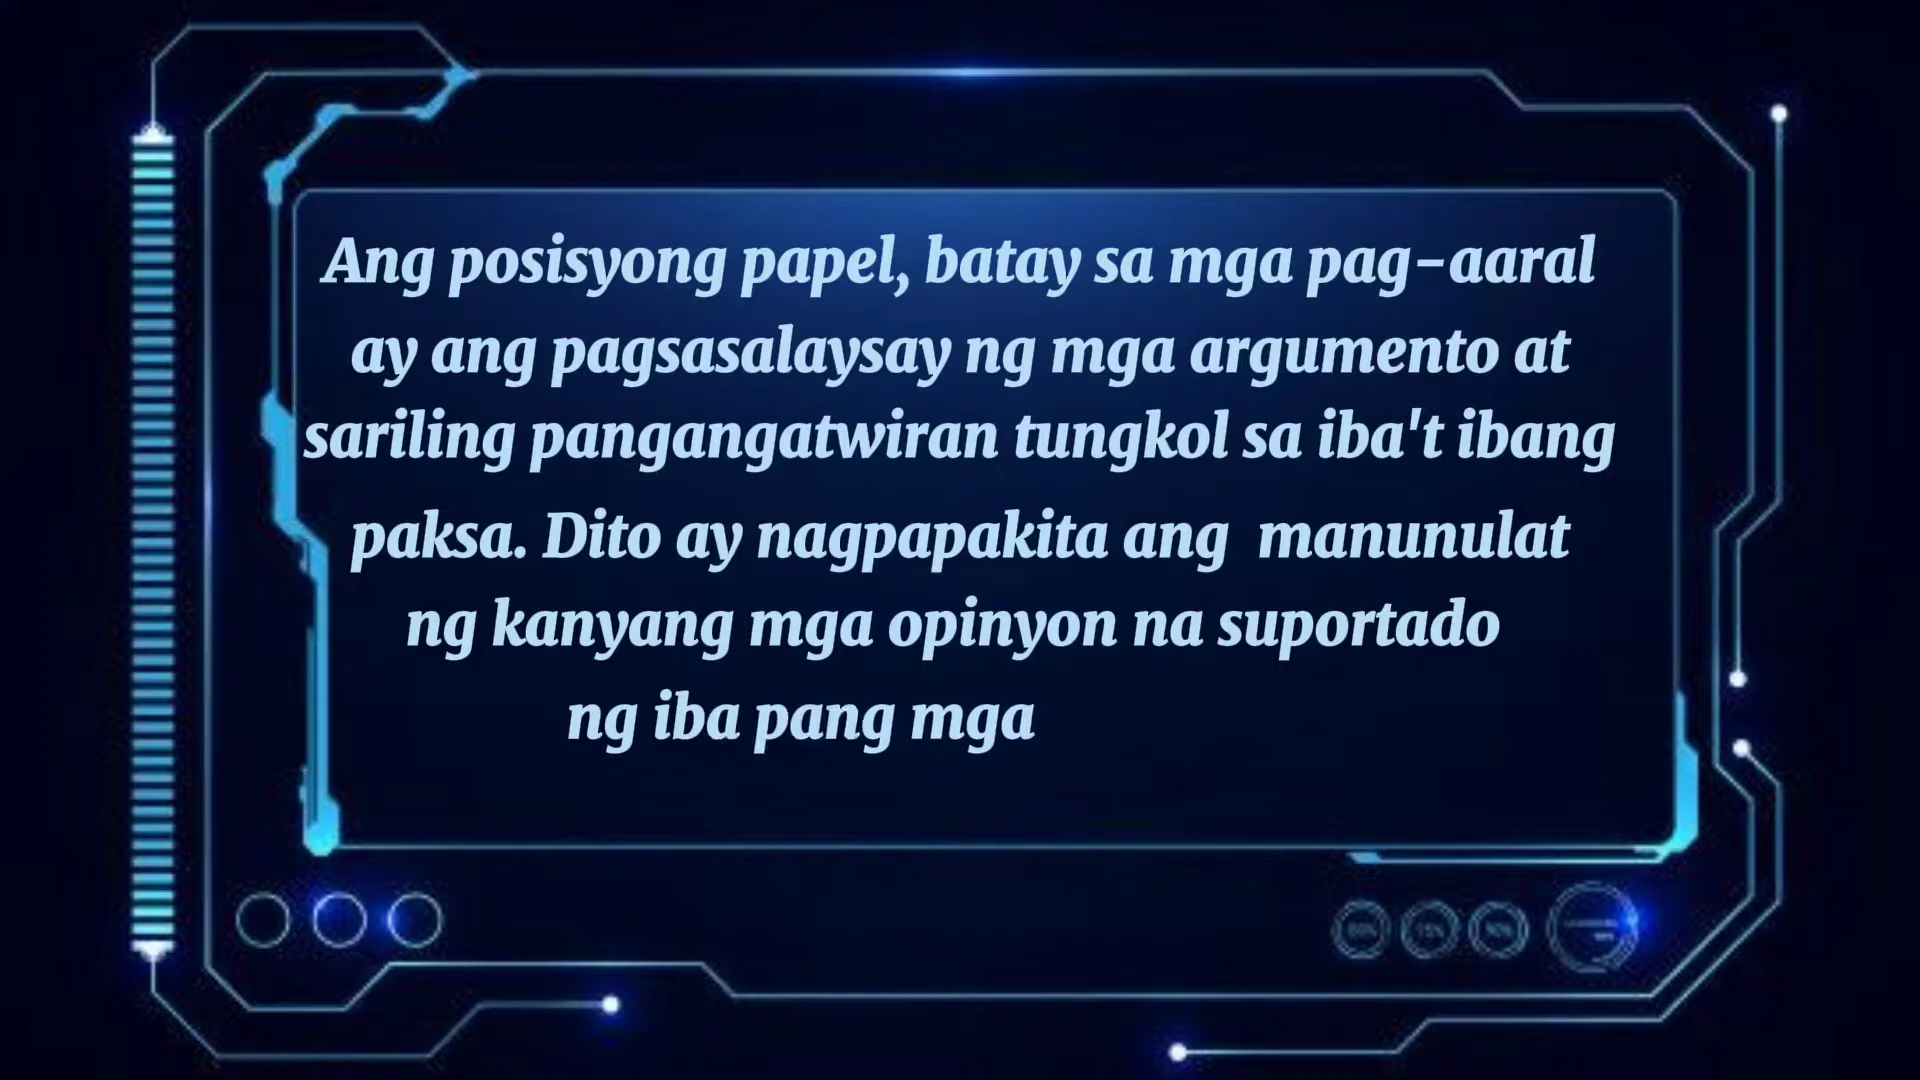 Ang posisyong papel, batay sa mga pag-aaral
ay ang pagsasalaysay ng mga argumento at
sariling pangangatwiran tungkol sa iba't ibang
paksa. Dito ay nagpapakita ang manunulat
ng kanyang mga opinyon na suportado
ng iba pang mga